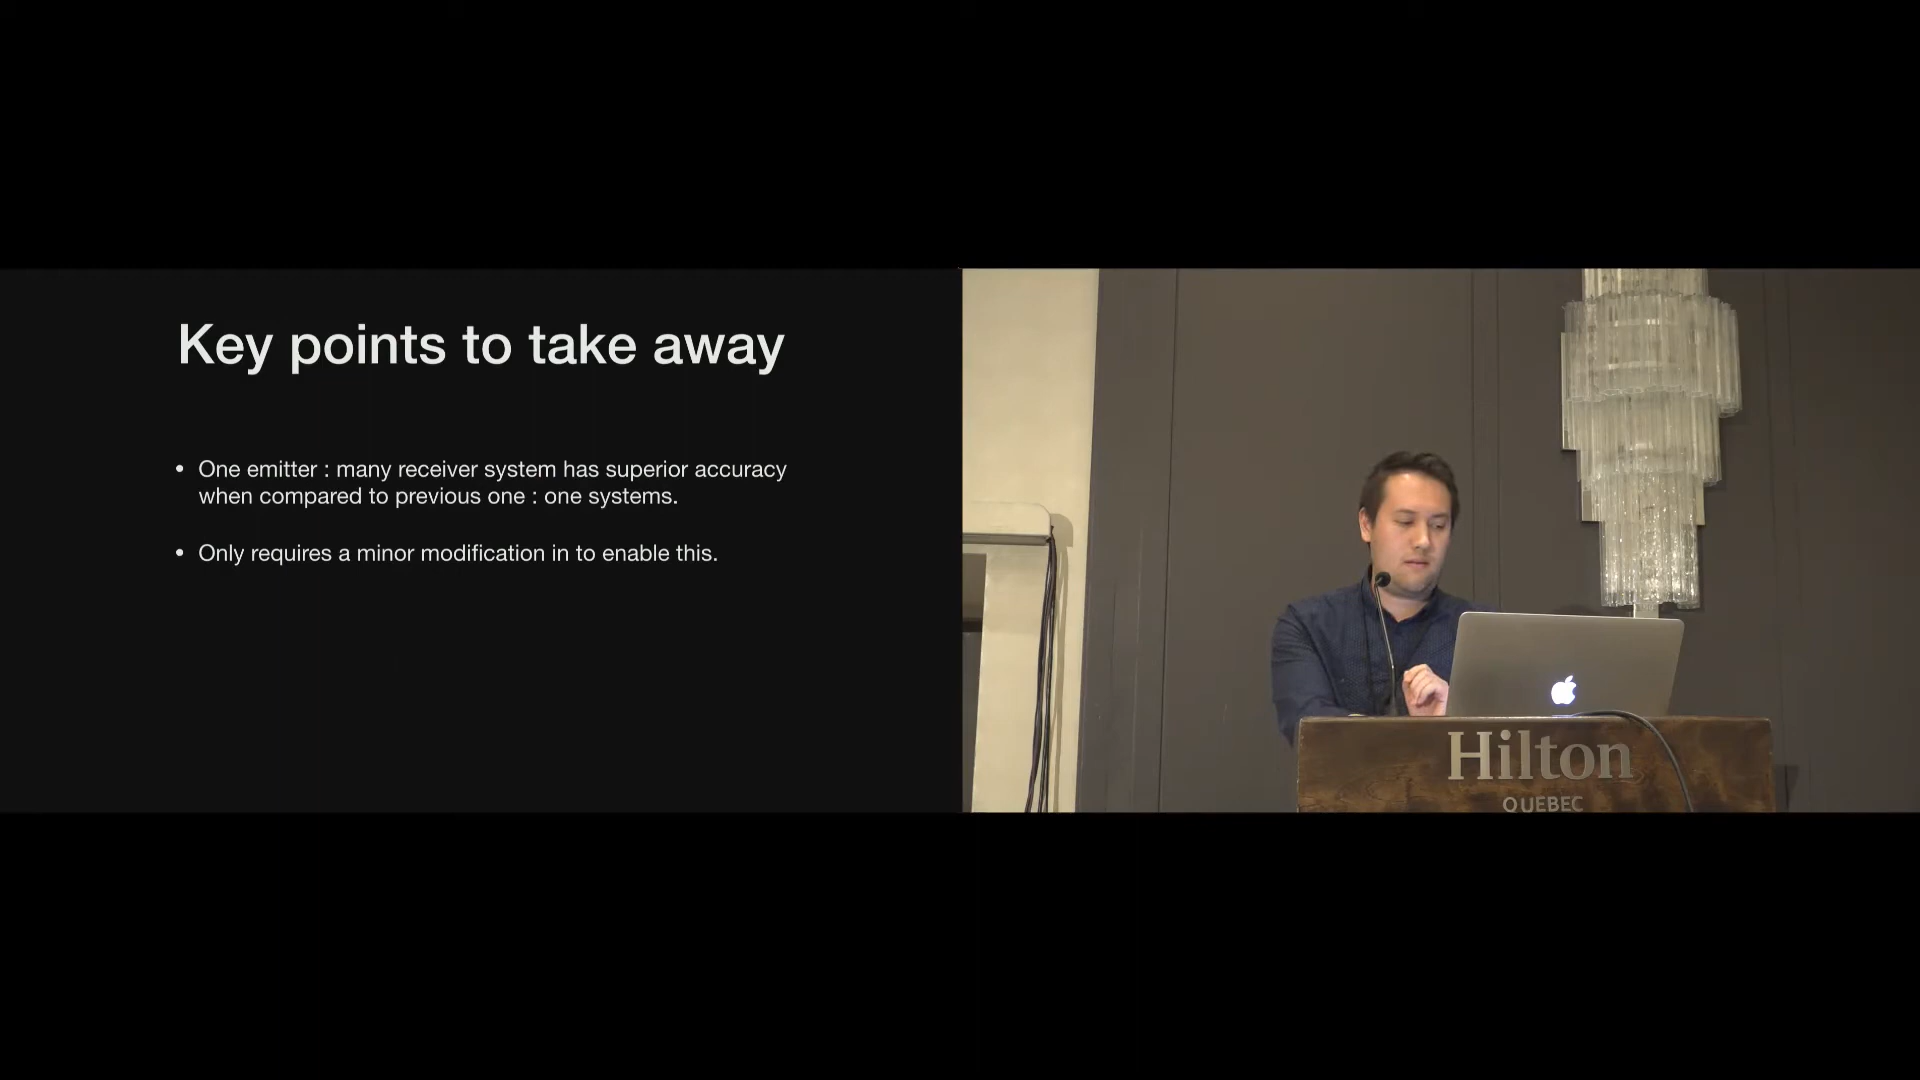 Key points to take away
• One emitter : many receiver system has superior accuracy
when compared to previous one : one systems.
• Only requires a minor modification in to enable this.
Hilton
QUEBEC